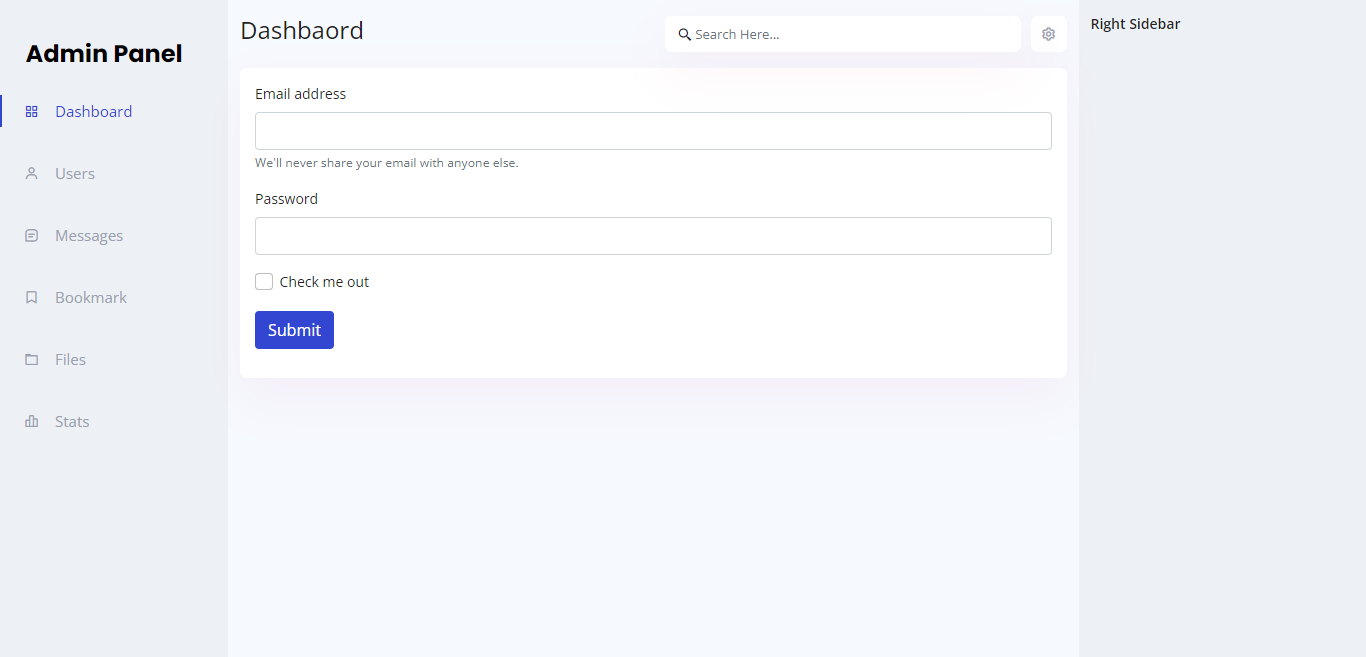 Admin Panel
Dashboard
Users
Messages
Bookmark
Files
Stats
Dashbaord
Search Here...
Email address
We'll never share your email with anyone else.
Password
Check me out
Submit
Right Sidebar